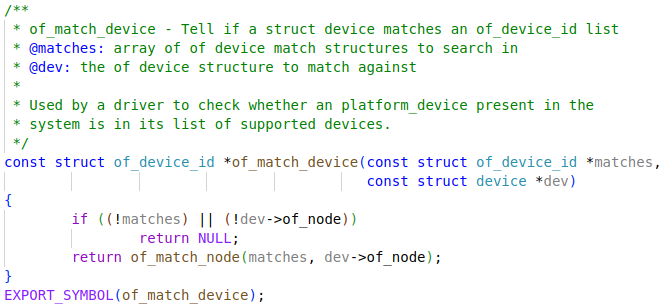 /**
 * of_match_device - Tell if a struct device matches an of_device_id list
 * @matches: array of of device match structures to search in
 * @dev: the of device structure to match against
 *
 * Used by a driver to check whether an platform_device present in the
 * system is in its list of supported devices.
 */
const struct of_device_id *of_match_device(const struct of_device_id *matches,
                                           const struct device *dev)
{
        if ((!matches) || (!dev->of_node))
                return NULL;
        return of_match_node(matches, dev->of_node);
}
EXPORT_SYMBOL(of_match_device);